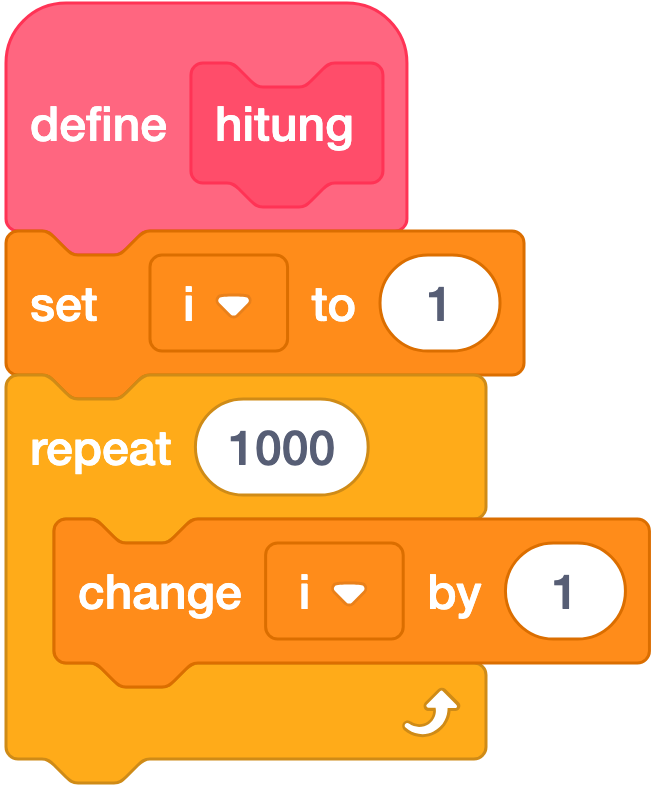 define hitung
set i to 1
repeat 1000
change i by 1